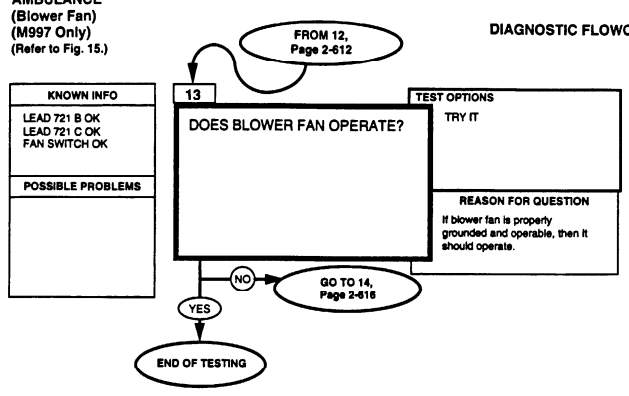 AMBULANCE
(Blower Fan)
(M997 Only)
(Refer to Fig. 15.)
DIAGNOSTIC FLOWC
FROM 12,
Page 2-612
KNOWN INFO
LEAD 721 B OK
LEAD 721 C OK
FAN SWITCH OK
POSSIBLE PROBLEMS
13
DOES BLOWER FAN OPERATE?
TEST OPTIONS
TRY IT
REASON FOR QUESTION
If blower fan is properly
grounded and operable, then it
should operate.
NO
GO TO 14,
Page 2-616
YES
END OF TESTING